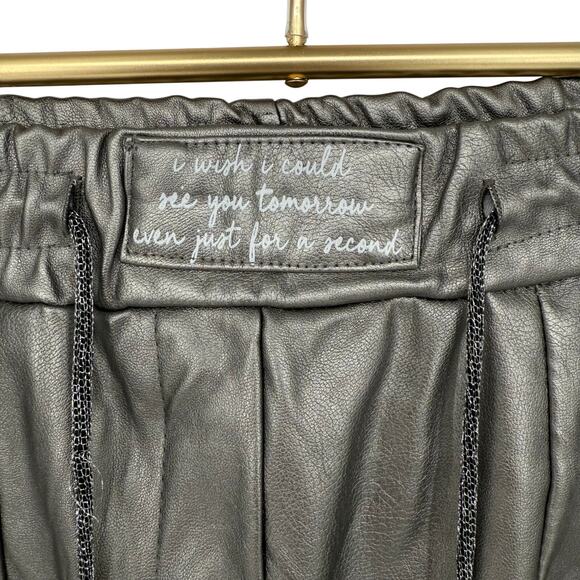 i wish i could
see you tomorrow
even just for a second